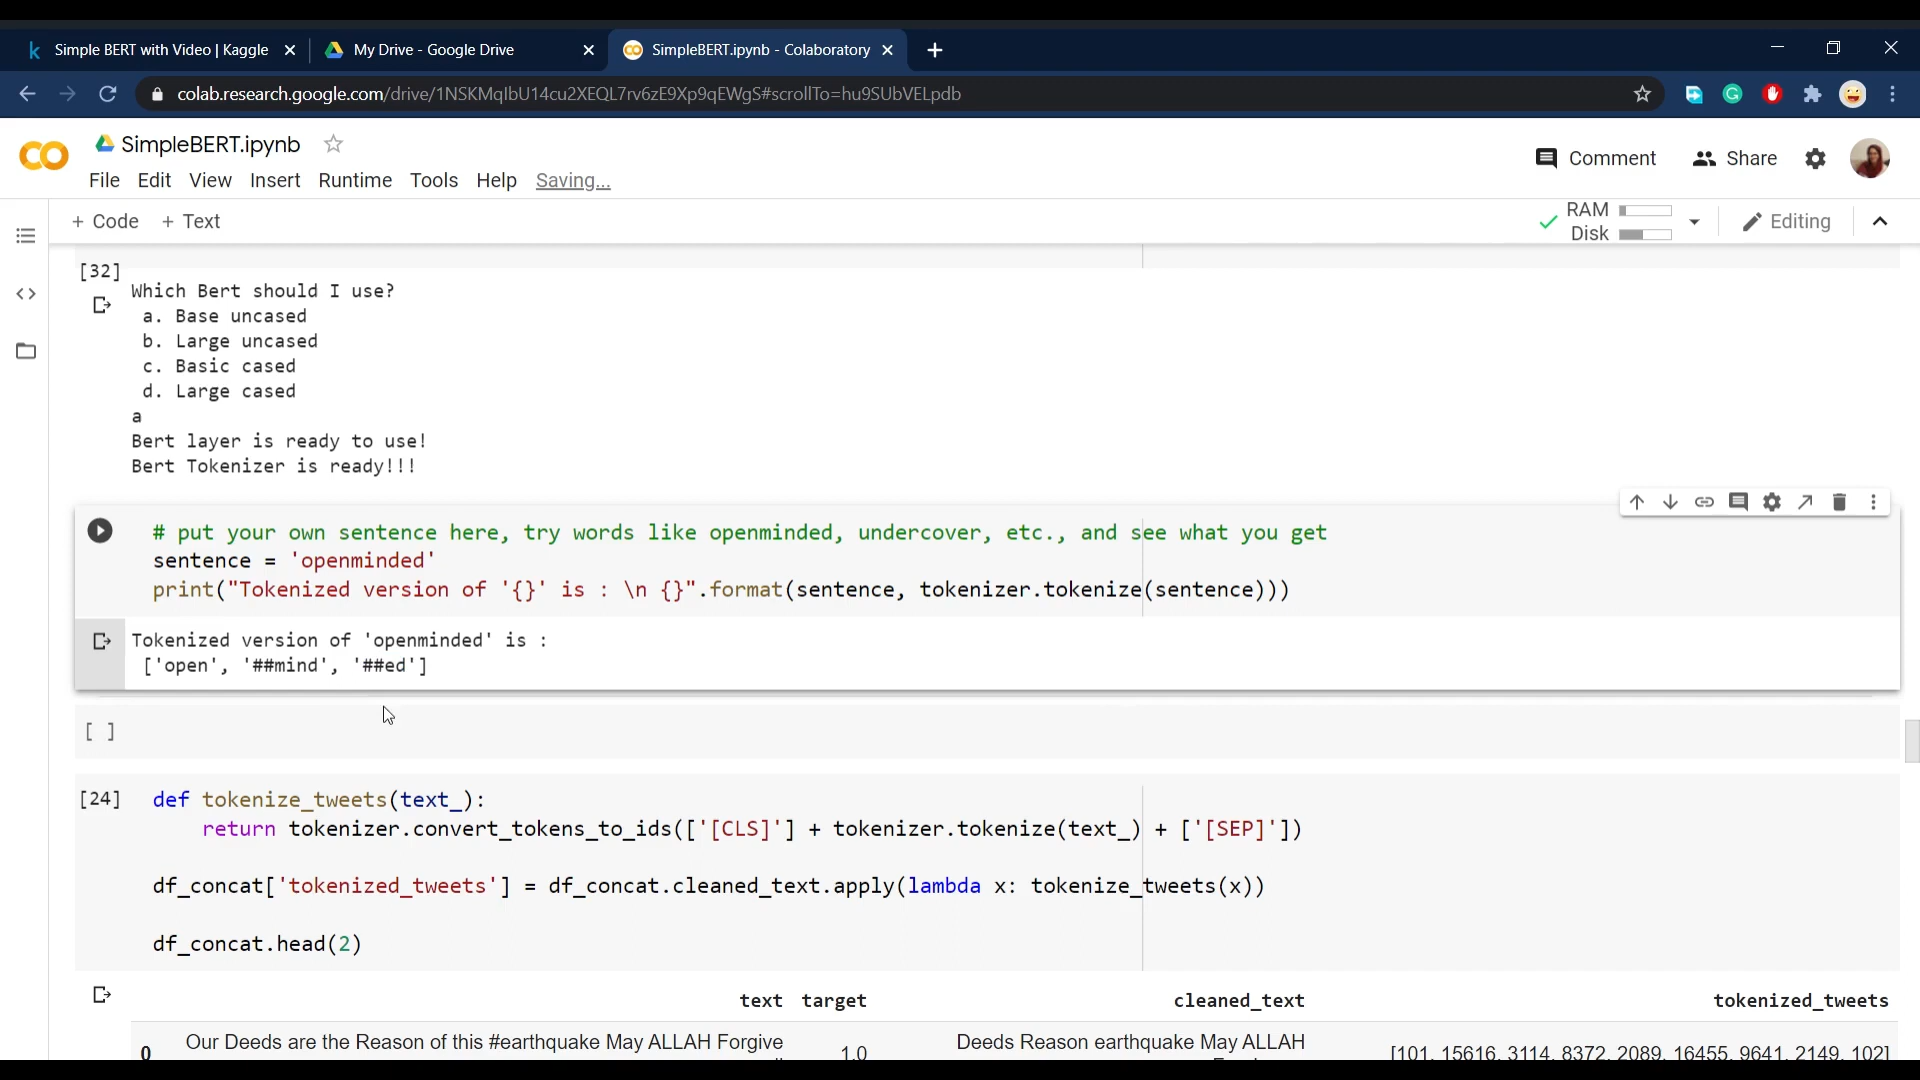 Simple BERT with Video | Kaggle
My Drive - Google Drive
SimpleBERT.ipynb - Colaboratory
colab.research.google.com/drive/1NSKMqlbU14cu2XEQL7rv6zE9Xp9qEWgS#scrollTo=hu9SUbVELpdb
SimpleBERT.ipynb
Comment
Share
File Edit View Insert Runtime Tools Help Saving...
+ Code + Text
RAM
Disk
Editing
[32]
Which Bert should I use?
a. Base uncased
b. Large uncased
c. Basic cased
d. Large cased
a
Bert layer is ready to use!
Bert Tokenizer is ready!!!
# put your own sentence here, try words like openminded, undercover, etc., and see what you get
sentence = 'openminded'
print("Tokenized version of '{}' is : \n {}".format(sentence, tokenizer.tokenize(sentence)))
Tokenized version of 'openminded' is :
['open', '##mind', '##ed']
[ ]
[24] def tokenize_tweets(text_):
return tokenizer.convert_tokens_to_ids(['[CLS]'] + tokenizer.tokenize(text_) + ['[SEP]'])
df_concat['tokenized_tweets'] = df_concat.cleaned_text.apply(lambda x: tokenize_tweets(x))
df_concat.head(2)
text target cleaned_text tokenized_tweets
0 Our Deeds are the Reason of this #earthquake May ALLAH Forgive 1.0 Deeds Reason earthquake May ALLAH [101, 15616, 3114, 8372, 2089, 16455, 9641, 2149, 102]